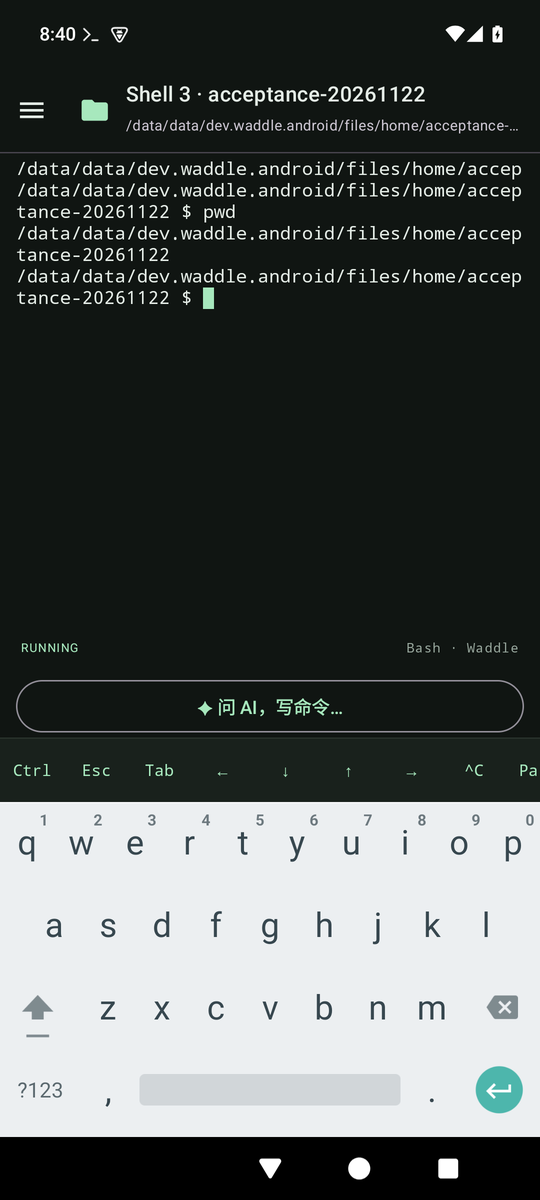 8:40
Shell 3 · acceptance-20261122
/data/data/dev.waddle.android/files/home/acceptance-…
/data/data/dev.waddle.android/files/home/accep
/data/data/dev.waddle.android/files/home/accep
tance-20261122 $ pwd
/data/data/dev.waddle.android/files/home/accep
tance-20261122
/data/data/dev.waddle.android/files/home/accep
tance-20261122 $
RUNNING Bash · Waddle
✦ 问 AI，写命令…
Ctrl Esc Tab ← ↓ ↑ → ^C Pa
1 2 3 4 5 6 7 8 9 0
q w e r t y u i o p
a s d f g h j k l
z x c v b n m
?123 , .